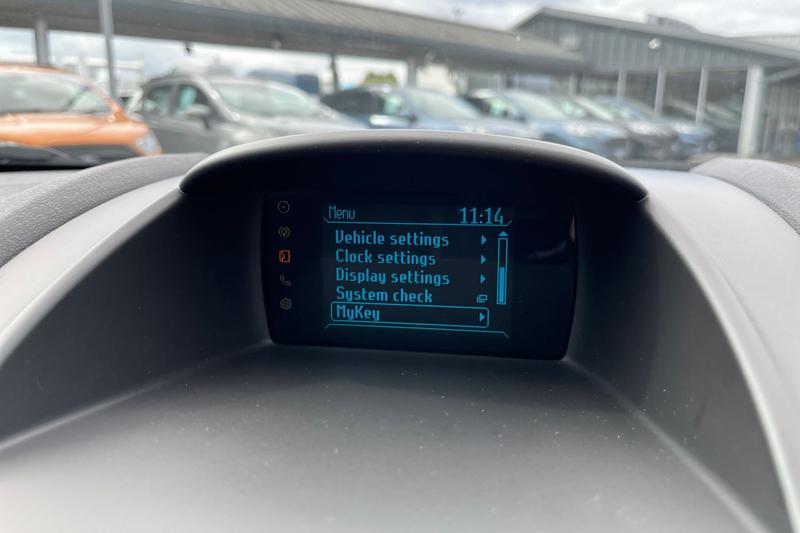 Menu 11:14
Vehicle settings
Clock settings
Display settings
System check
MyKey